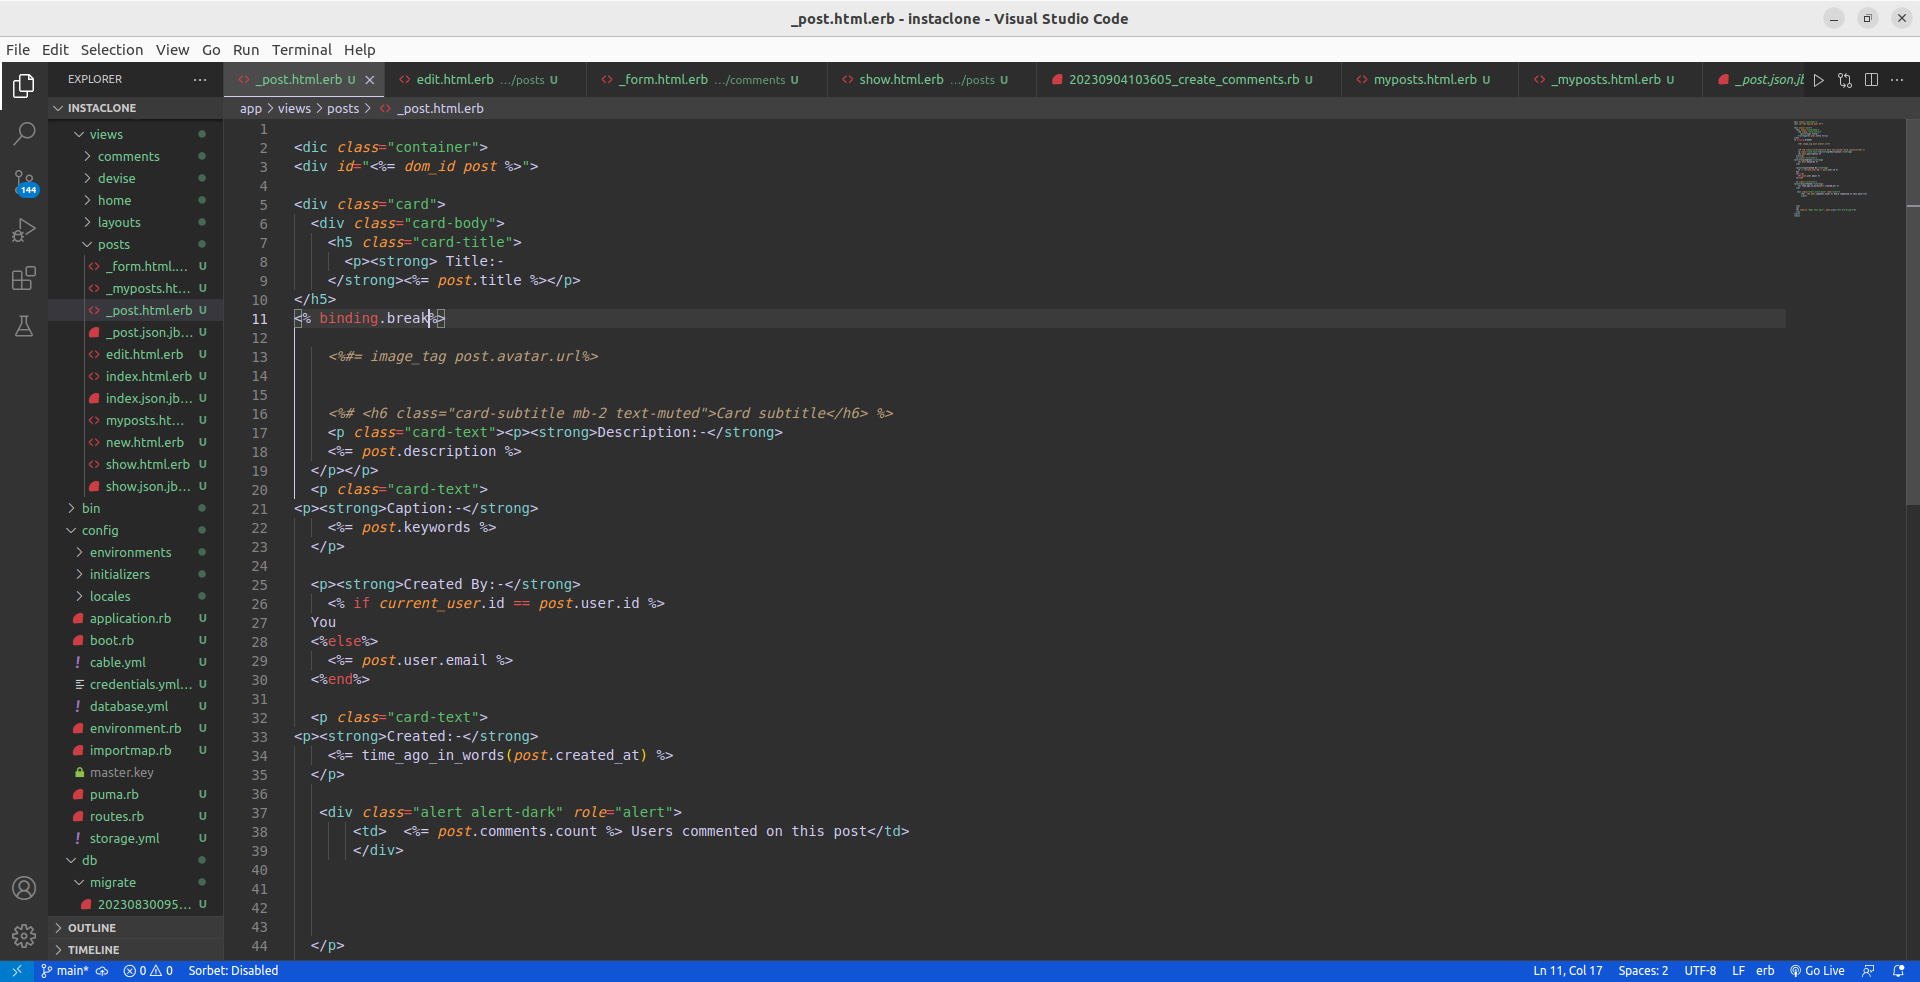 _post.html.erb - instaclone - Visual Studio Code
File Edit Selection View Go Run Terminal Help
EXPLORER ...
_post.html.erb U
edit.html.erb .../posts U
_form.html.erb .../comments U
show.html.erb .../posts U
20230904103605_create_comments.rb U
myposts.html.erb U
_myposts.html.erb U
_post.json.jb
INSTACLONE
app > views > posts > _post.html.erb
views
comments
devise
home
layouts
posts
_form.html.... U
_myposts.ht... U
_post.html.erb U
_post.json.jb... U
edit.html.erb U
index.html.erb U
index.json.jb... U
myposts.ht... U
new.html.erb U
show.html.erb U
show.json.jb... U
bin
config
environments
initializers
locales
application.rb U
boot.rb U
cable.yml U
credentials.yml... U
database.yml U
environment.rb U
importmap.rb U
master.key
puma.rb U
routes.rb U
storage.yml U
db
migrate
20230830095... U
OUTLINE
TIMELINE
144
1
2 <dic class="container">
3 <div id="<%= dom_id post %>">
4
5 <div class="card">
6 <div class="card-body">
7 <h5 class="card-title">
8 <p><strong> Title:-
9 </strong><%= post.title %></p>
10 </h5>
11 <% binding.break%>
12
13 <%#= image_tag post.avatar.url%>
14
15
16 <%# <h6 class="card-subtitle mb-2 text-muted">Card subtitle</h6> %>
17 <p class="card-text"><p><strong>Description:-</strong>
18 <%= post.description %>
19 </p></p>
20 <p class="card-text">
21 <p><strong>Caption:-</strong>
22 <%= post.keywords %>
23 </p>
24
25 <p><strong>Created By:-</strong>
26 <% if current_user.id == post.user.id %>
27 You
28 <%else%>
29 <%= post.user.email %>
30 <%end%>
31
32 <p class="card-text">
33 <p><strong>Created:-</strong>
34 <%= time_ago_in_words(post.created_at) %>
35 </p>
36
37 <div class="alert alert-dark" role="alert">
38 <td> <%= post.comments.count %> Users commented on this post</td>
39 </div>
40
41
42
43
44 </p>
main* 0 0 Sorbet: Disabled
Ln 11, Col 17 Spaces: 2 UTF-8 LF erb Go Live